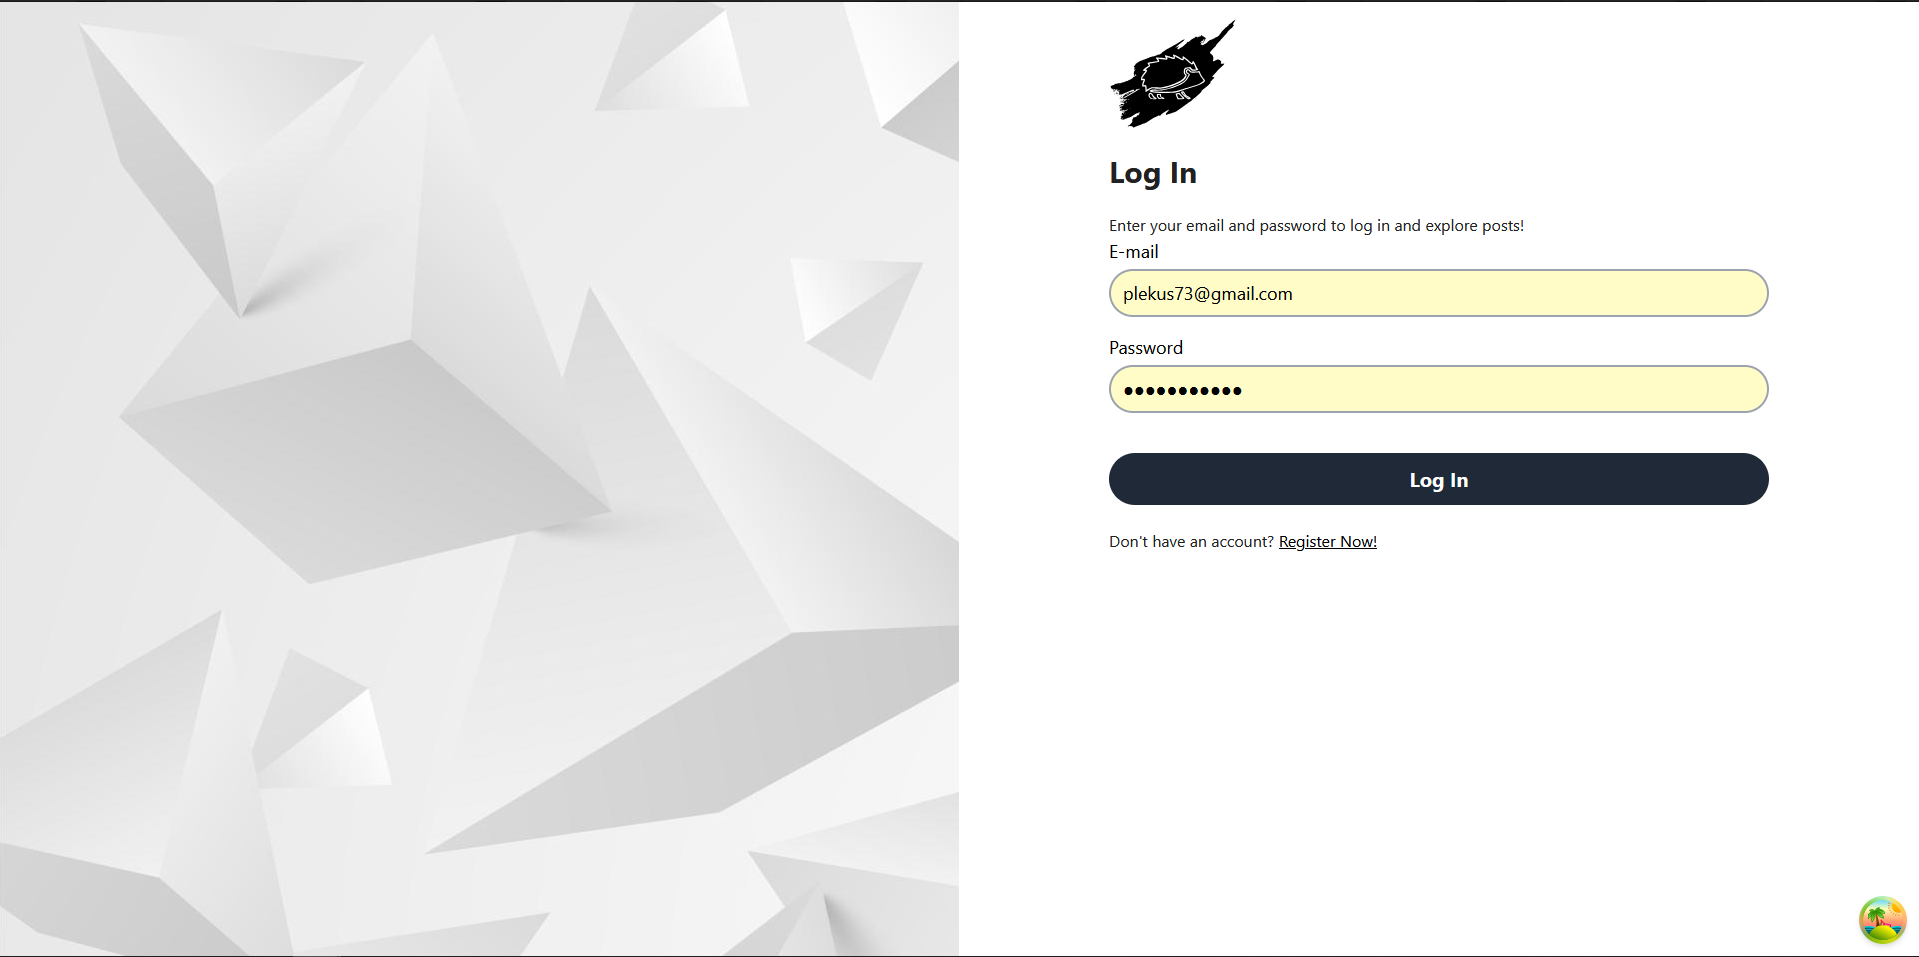 Log In
Enter your email and password to log in and explore posts!
E-mail
plekus73@gmail.com
Password
•••••••••••
Log In
Don't have an account? Register Now!